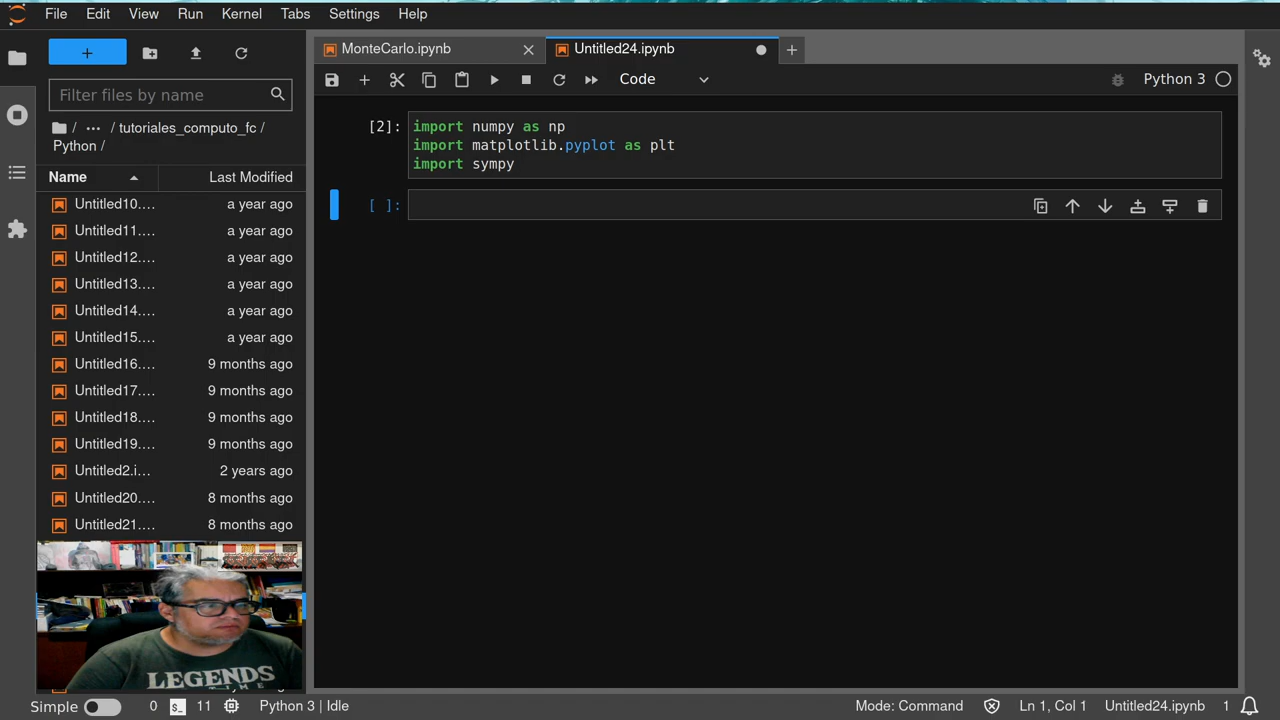 File Edit View Run Kernel Tabs Settings Help
MonteCarlo.ipynb
Untitled24.ipynb
Code
Python 3
Filter files by name
/ ··· / tutoriales_computo_fc /
Python /
Name Last Modified
Untitled10.... a year ago
Untitled11.... a year ago
Untitled12.... a year ago
Untitled13.... a year ago
Untitled14.... a year ago
Untitled15.... a year ago
Untitled16.... 9 months ago
Untitled17.... 9 months ago
Untitled18.... 9 months ago
Untitled19.... 9 months ago
Untitled2.i... 2 years ago
Untitled20.... 8 months ago
Untitled21.... 8 months ago
[2]: import numpy as np
import matplotlib.pyplot as plt
import sympy
[ ]:
LEGENDS
Simple 0 $_ 11 Python 3 | Idle
Mode: Command Ln 1, Col 1 Untitled24.ipynb 1